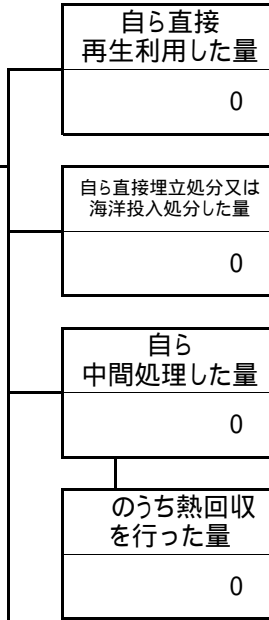 自ら直接
再生利用した量
0
自ら直接埋立処分又は
海洋投入処分した量
0
自ら
中間処理した量
0
のうち熱回収
を行った量
0